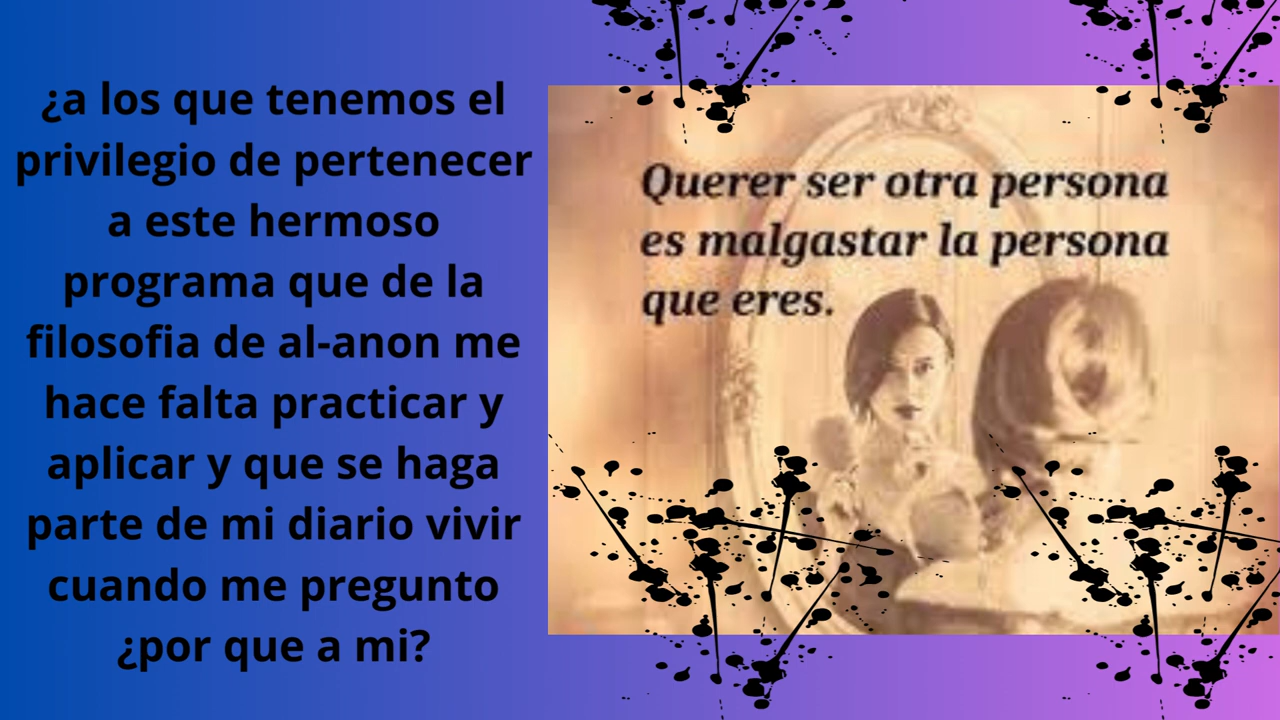 ¿a los que tenemos el
privilegio de pertenecer
a este hermoso
programa que de la
filosofia de al-anon me
hace falta practicar y
aplicar y que se haga
parte de mi diario vivir
cuando me pregunto
¿por que a mi?
Querer ser otra persona
es malgastar la persona
que eres.